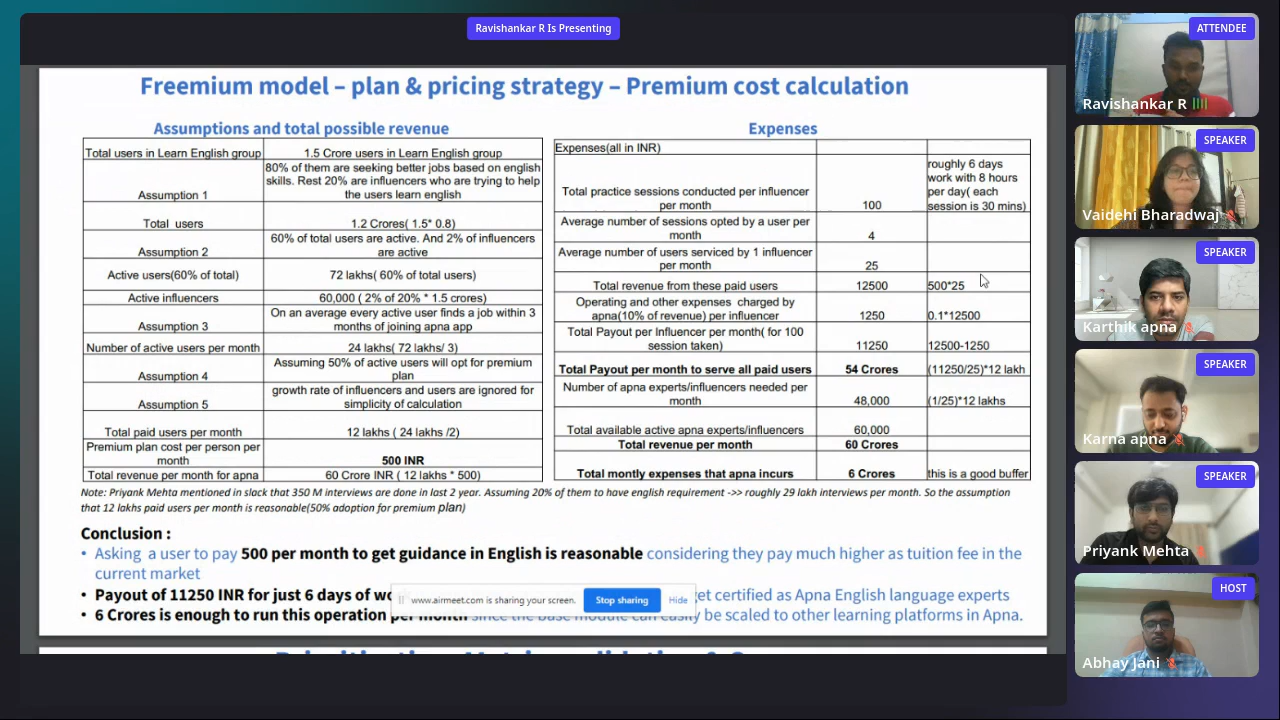 Ravishankar R Is Presenting
Freemium model – plan & pricing strategy – Premium cost calculation
Assumptions and total possible revenue
Total users in Learn English group
1.5 Crore users in Learn English group
Assumption 1
80% of them are seeking better jobs based on english
skills. Rest 20% are influencers who are trying to help
the users learn english
Total users
1.2 Crores( 1.5* 0.8)
Assumption 2
60% of total users are active. And 2% of influencers
are active
Active users(60% of total)
72 lakhs( 60% of total users)
Active influencers
60,000 ( 2% of 20% * 1.5 crores)
Assumption 3
On an average every active user finds a job within 3
months of joining apna app
Number of active users per month
24 lakhs( 72 lakhs/ 3)
Assumption 4
Assuming 50% of active users will opt for premium
plan
Assumption 5
growth rate of influencers and users are ignored for
simplicity of calculation
Total paid users per month
12 lakhs ( 24 lakhs /2)
Premium plan cost per person per
month
500 INR
Total revenue per month for apna
60 Crore INR ( 12 lakhs * 500)
Expenses
Expenses(all in INR)
Total practice sessions conducted per influencer
per month
100
roughly 6 days
work with 8 hours
per day( each
session is 30 mins)
Average number of sessions opted by a user per
month
4
Average number of users serviced by 1 influencer
per month
25
Total revenue from these paid users
12500
500*25
Operating and other expenses charged by
apna(10% of revenue) per influencer
1250
0.1*12500
Total Payout per Influencer per month( for 100
session taken)
11250
12500-1250
Total Payout per month to serve all paid users
54 Crores
(11250/25)*12 lakh
Number of apna experts/influencers needed per
month
48,000
(1/25)*12 lakhs
Total available active apna experts/influencers
60,000
Total revenue per month
60 Crores
Total montly expenses that apna incurs
6 Crores
this is a good buffer
Note: Priyank Mehta mentioned in slack that 350 M interviews are done in last 2 year. Assuming 20% of them to have english requirement ->> roughly 29 lakh interviews per month. So the assumption
that 12 lakhs paid users per month is reasonable(50% adoption for premium plan)
Conclusion :
• Asking a user to pay 500 per month to get guidance in English is reasonable considering they pay much higher as tuition fee in the
current market
• Payout of 11250 INR for just 6 days of wo
get certified as Apna English language experts
• 6 Crores is enough to run this operation per month since the base module can easily be scaled to other learning platforms in Apna.
www.airmeet.com is sharing your screen.
Stop sharing
Hide
ATTENDEE
Ravishankar R
SPEAKER
Vaidehi Bharadwaj
SPEAKER
Karthik apna
SPEAKER
Karna apna
SPEAKER
Priyank Mehta
HOST
Abhay Jani